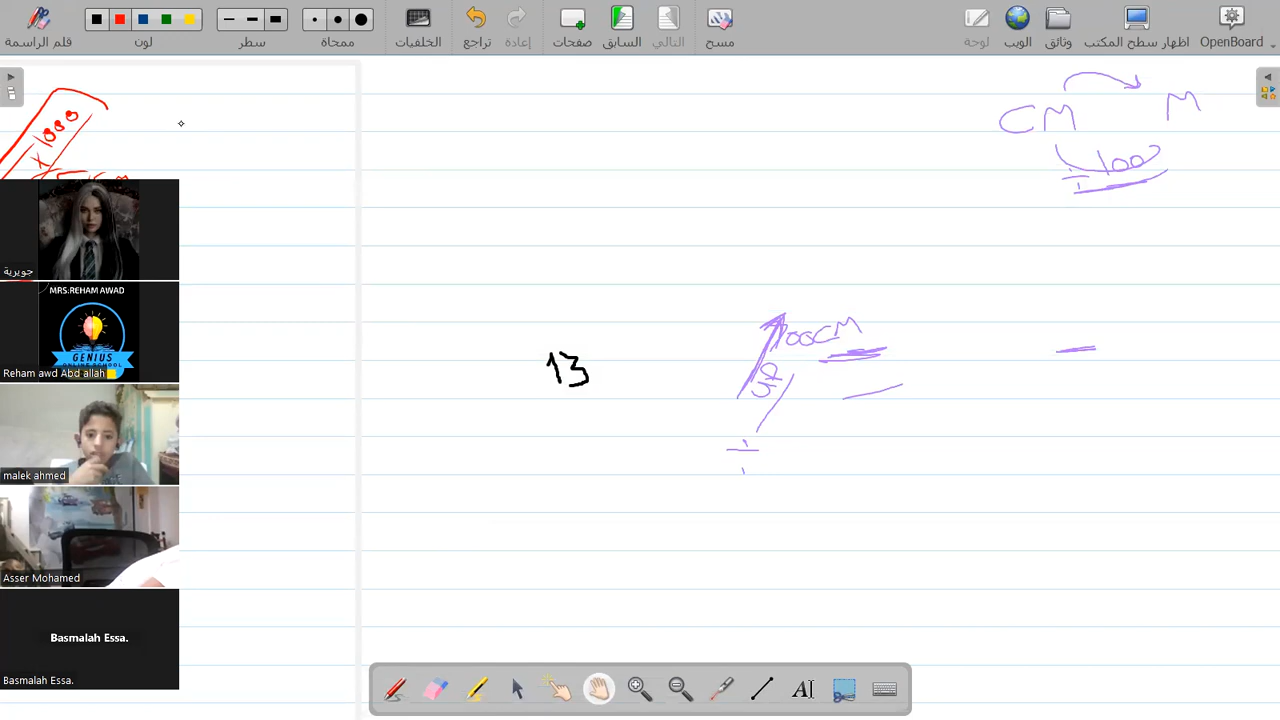 قلم الراسمة
لون
سطر
ممحاة
الخلفيات
تراجع
إعادة
صفحات
السابق
التالي
مسح
لوحة
الويب
وثائق
اظهار سطح المكتب
OpenBoard
CM M
÷ 100
x 1000
جويرية
MRS.REHAM AWAD
GENIUS
Reham awd Abd allah
malek ahmed
Asser Mohamed
Basmalah Essa.
Basmalah Essa.
100CM
13
÷